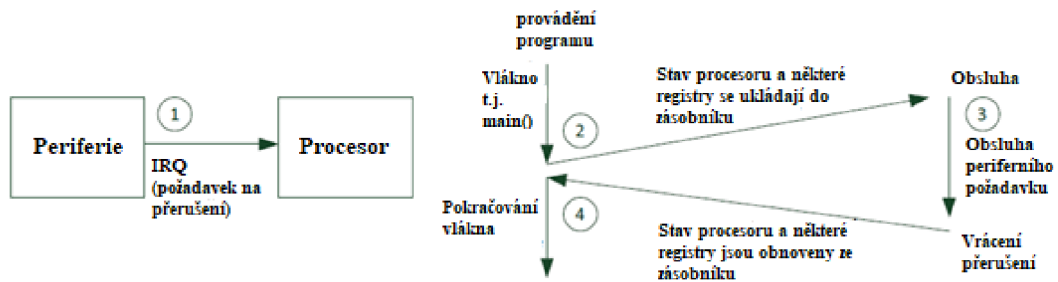 Periferie
1
IRQ
(požadavek na
přerušení)
Procesor
provádění
programu
Vlákno
t.j.
main()
2
Stav procesoru a některé
registry se ukládají do
zásobníku
Obsluha
3
Obsluha
periferního
požadavku
Vrácení
přerušení
Stav procesoru a některé
registry jsou obnoveny ze
zásobníku
4
Pokračování
vlákna